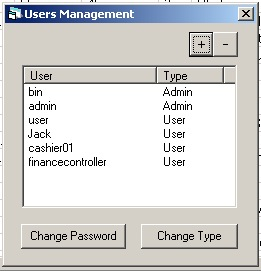 Users Management
+ -
User Type
bin Admin
admin Admin
user User
Jack User
cashier01 User
financecontroller User
Change Password Change Type